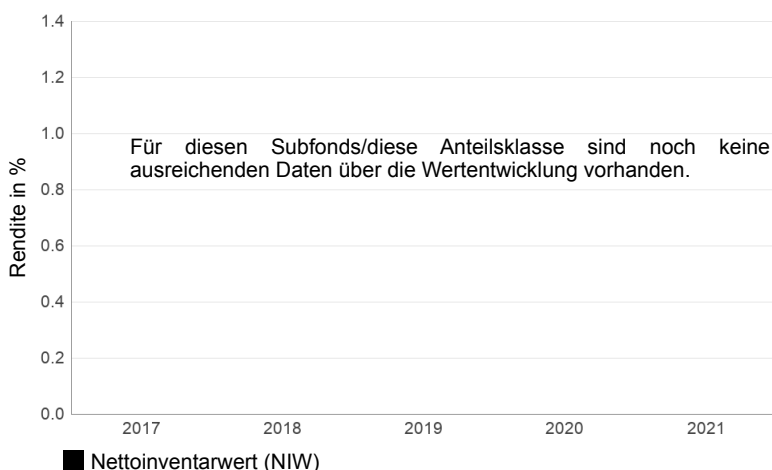 1.4
1.2
1.0
Für diesen Subfonds/diese Anteilsklasse sind noch keine
ausreichenden Daten über die Wertentwicklung vorhanden.
0.8
0.6
0.4
0.2
0.0
Rendite in %
2017 2018 2019 2020 2021
Nettoinventarwert (NIW)